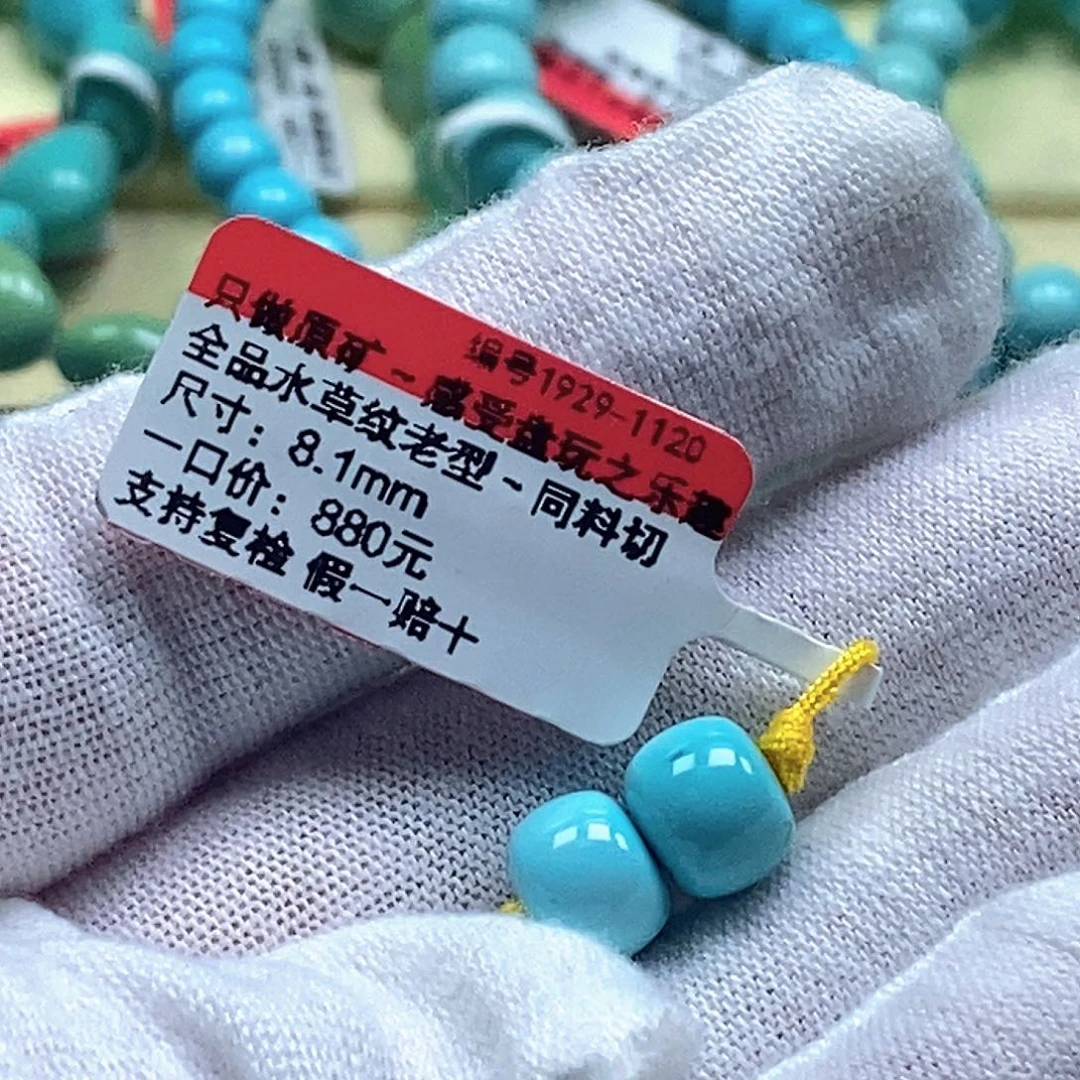 编号1929-1120
只做原矿~感受盘玩之乐趣
全品水草纹老型~同料切
尺寸：8.1mm
一口价：880元
支持复检 假一赔十